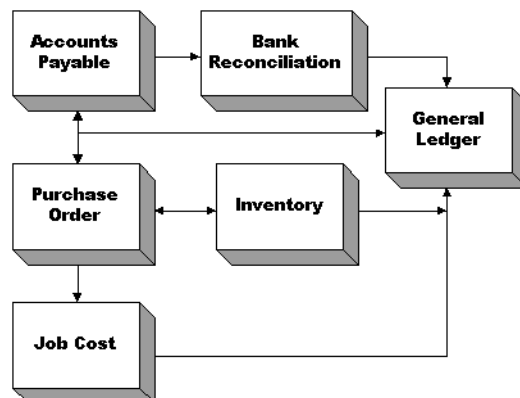 Accounts
Payable
Bank
Reconciliation
General
Ledger
Purchase
Order
Inventory
Job Cost